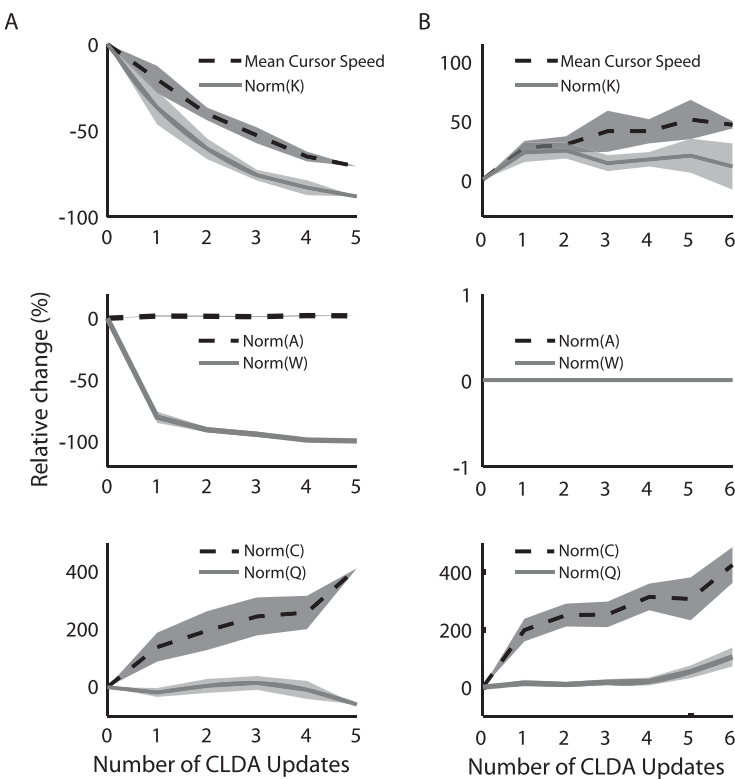 A
0
-50
-100
Mean Cursor Speed
Norm(K)
0 1 2 3 4 5
B
100
50
0
Mean Cursor Speed
Norm(K)
0 1 2 3 4 5 6
Relative change (%)
0
-50
-100
Norm(A)
Norm(W)
0 1 2 3 4 5
1
0
-1
Norm(A)
Norm(W)
0 1 2 3 4 5 6
400
200
0
Norm(C)
Norm(Q)
0 1 2 3 4 5
Number of CLDA Updates
400
200
0
Norm(C)
Norm(Q)
0 1 2 3 4 5 6
Number of CLDA Updates